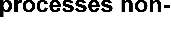 processes non-